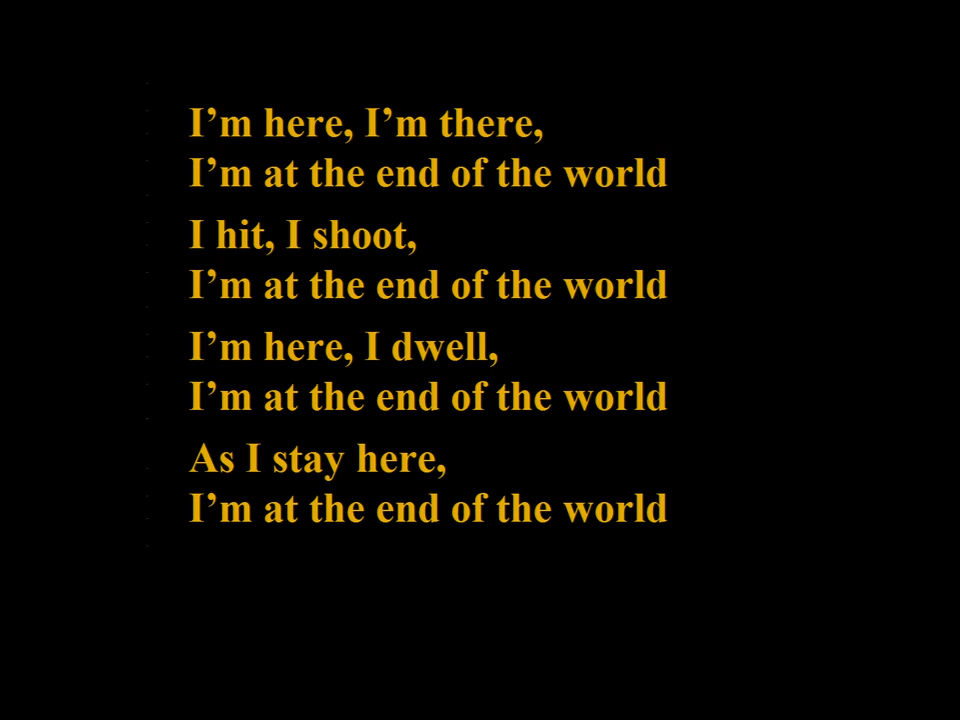 I’m here, I’m there,
I’m at the end of the world
I hit, I shoot,
I’m at the end of the world
I’m here, I dwell,
I’m at the end of the world
As I stay here,
I’m at the end of the world